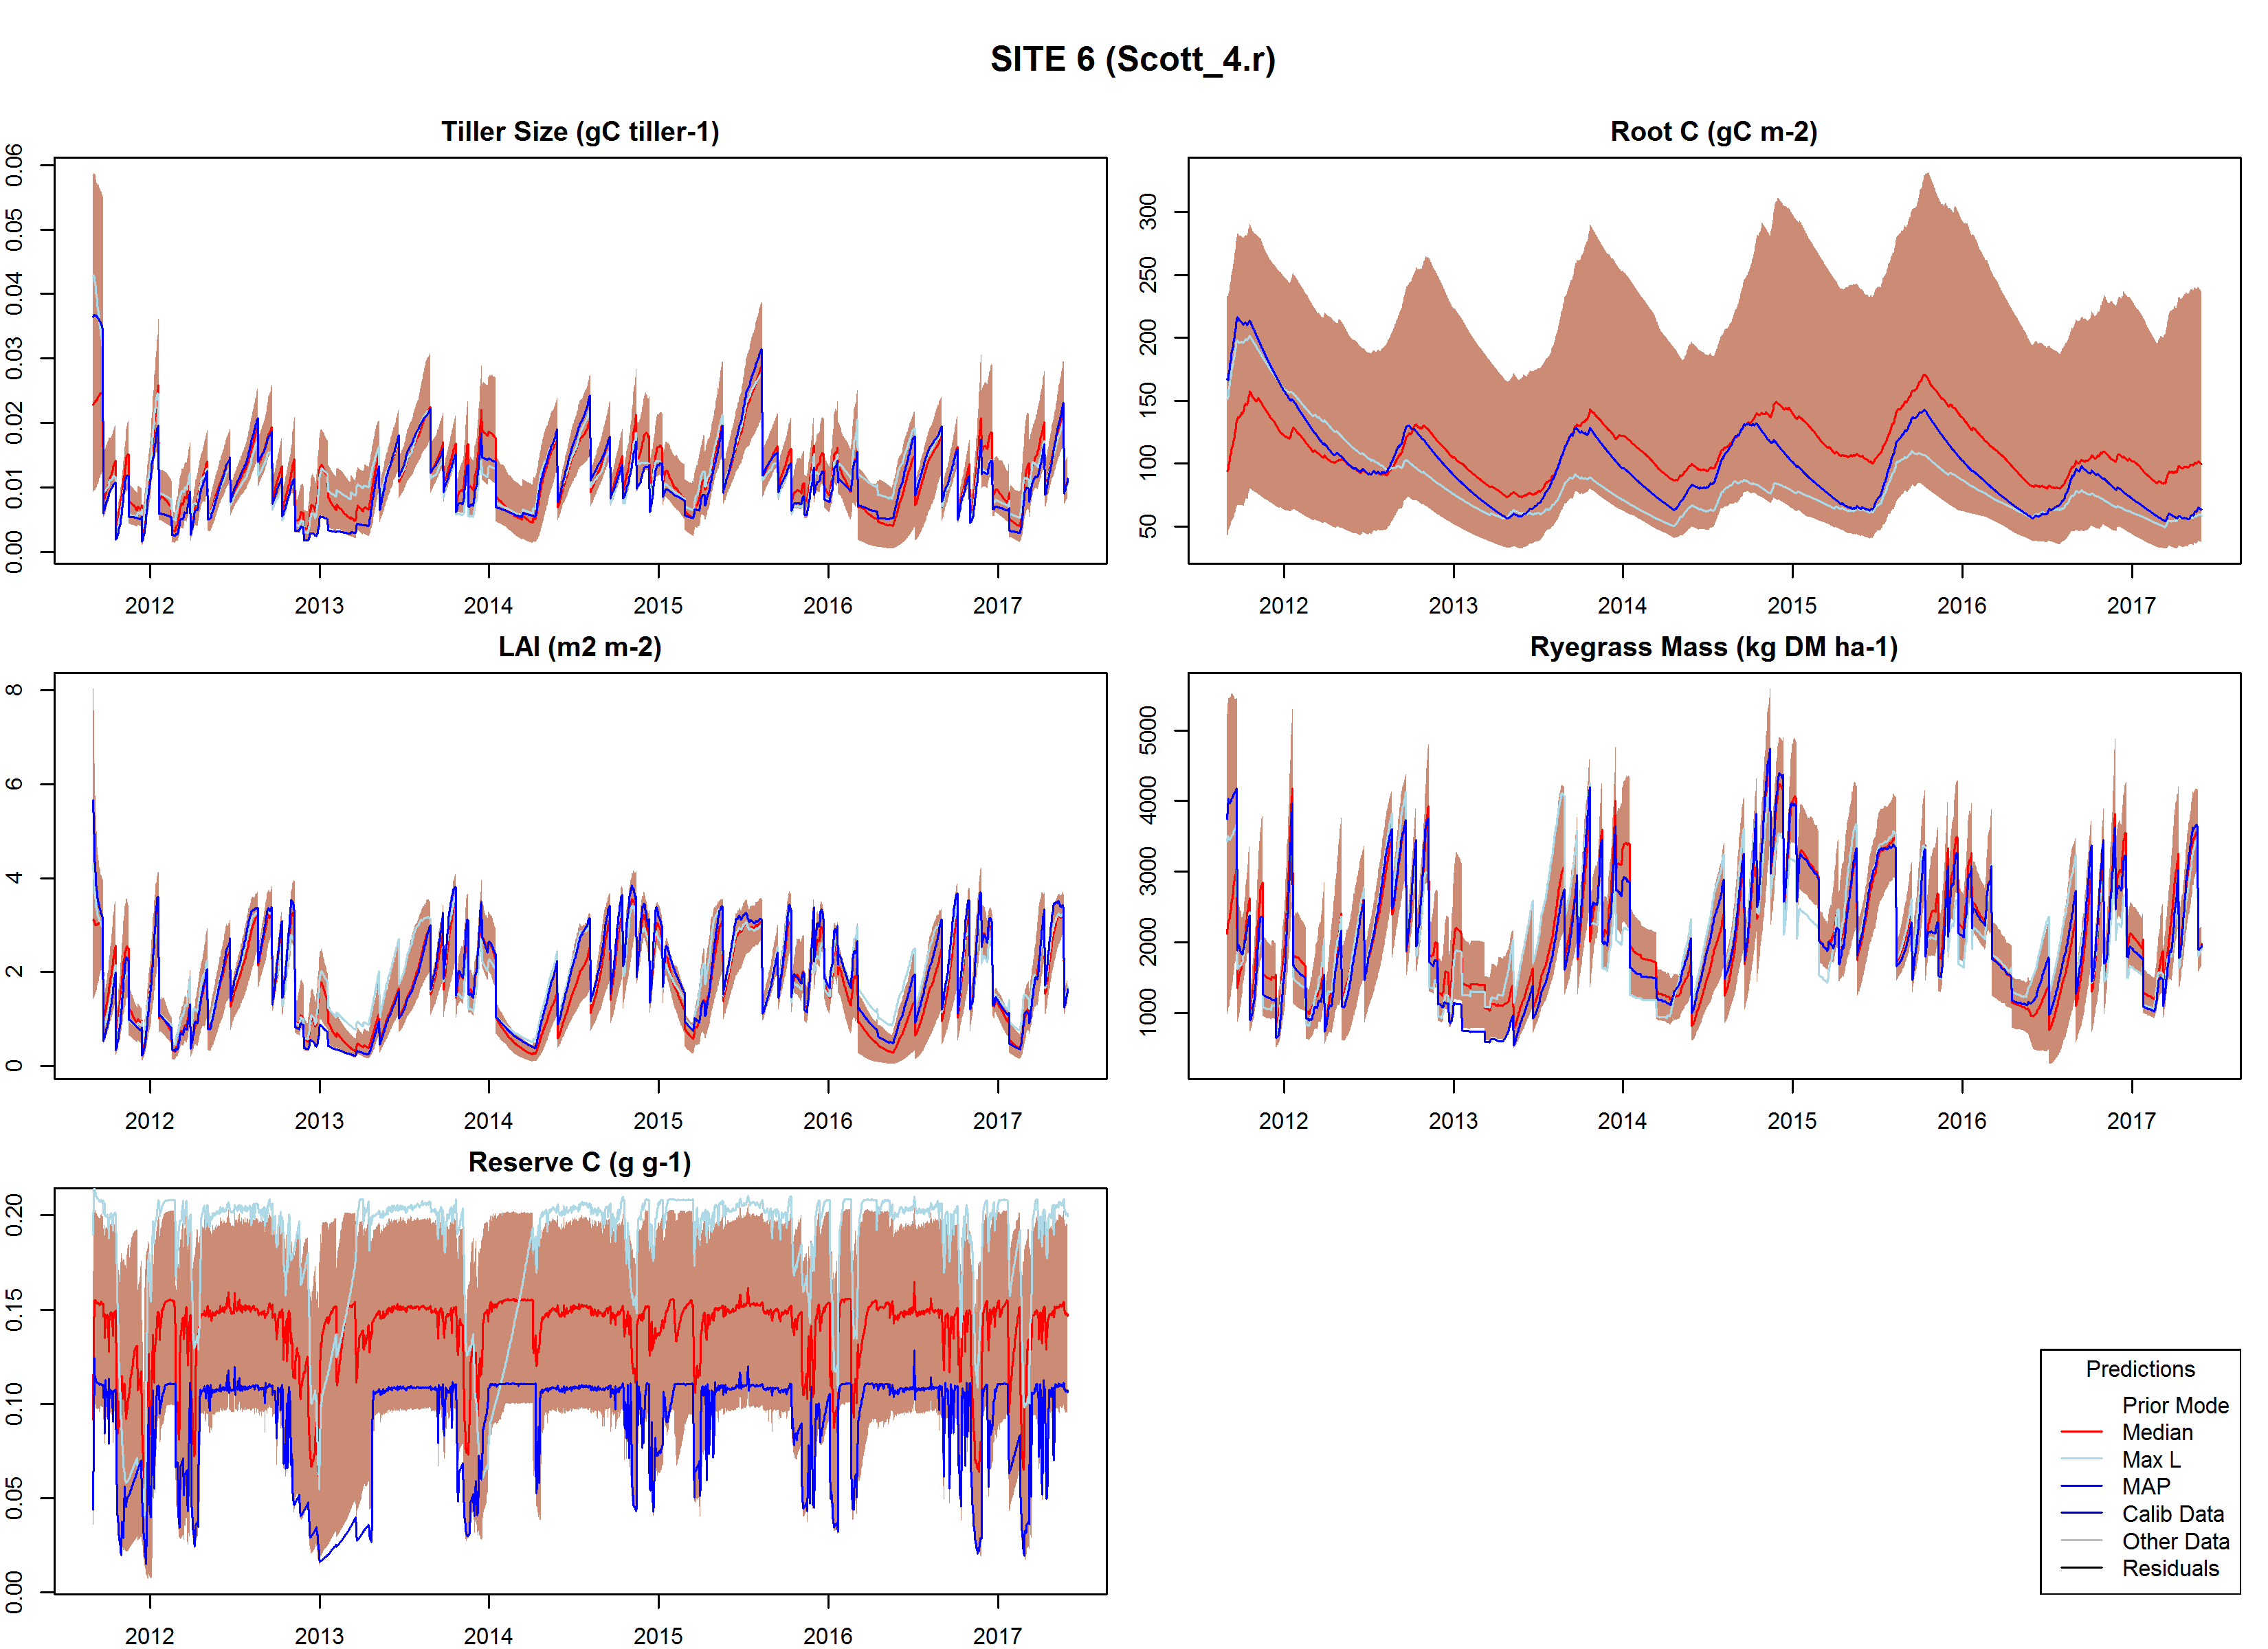 SITE 6 (Scott_4.r)
Tiller Size (gC tiller-1)
0.00 0.01 0.02 0.03 0.04 0.05 0.06
2012 2013 2014 2015 2016 2017
Root C (gC m-2)
50 100 150 200 250 300
2012 2013 2014 2015 2016 2017
LAI (m2 m-2)
0 2 4 6 8
2012 2013 2014 2015 2016 2017
Ryegrass Mass (kg DM ha-1)
1000 2000 3000 4000 5000
2012 2013 2014 2015 2016 2017
Reserve C (g g-1)
0.00 0.05 0.10 0.15 0.20
2012 2013 2014 2015 2016 2017
Predictions
Prior Mode
Median
Max L
MAP
Calib Data
Other Data
Residuals